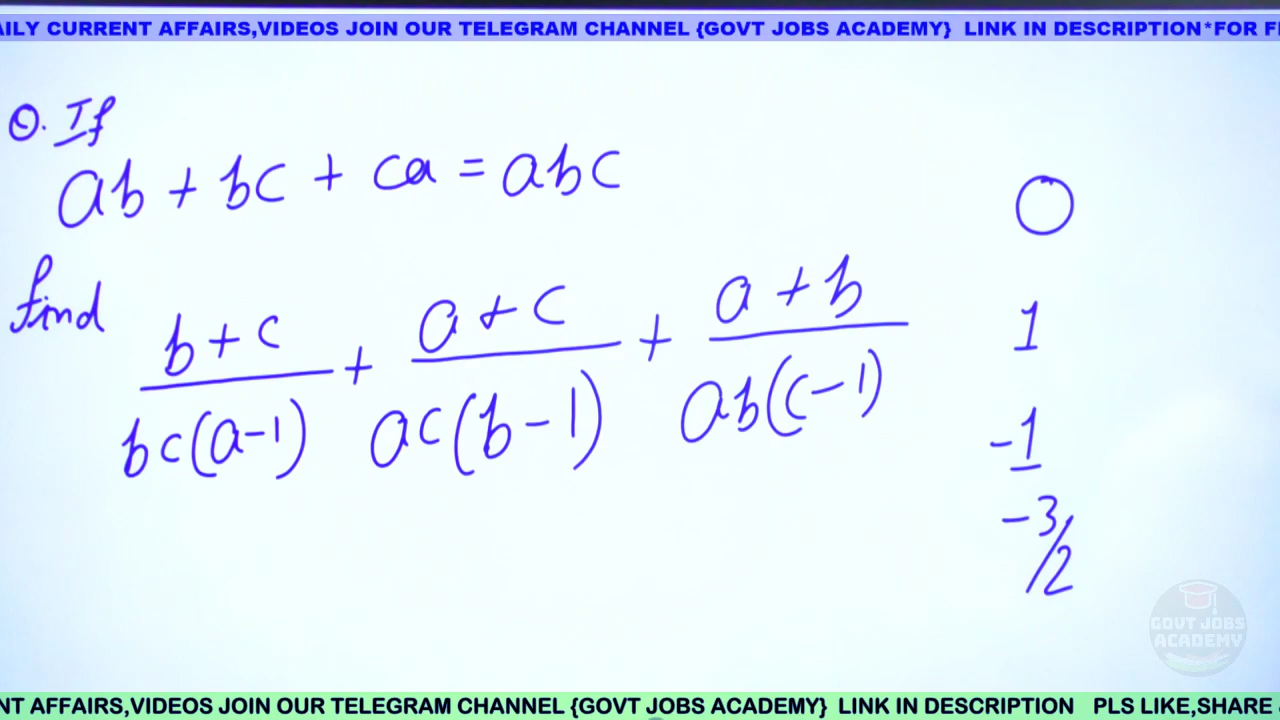 AILY CURRENT AFFAIRS,VIDEOS JOIN OUR TELEGRAM CHANNEL {GOVT JOBS ACADEMY} LINK IN DESCRIPTION*FOR
Q. If
ab + bc + ca = abc
find
b + c / bc(a-1) + a + c / ac(b-1) + a + b / ab(c-1)
0
1
-1
-3/2
GOVT JOBS
ACADEMY
NT AFFAIRS,VIDEOS JOIN OUR TELEGRAM CHANNEL {GOVT JOBS ACADEMY} LINK IN DESCRIPTION PLS LIKE,SHARE